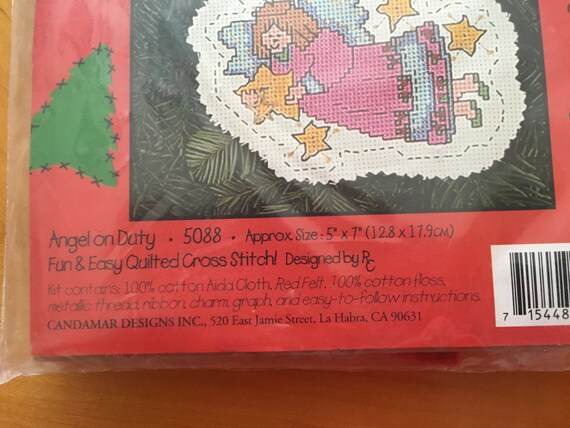 Angel on Duty • 5088 • Approx. Size: 5" x 7" (12.8 x 17.9CM)
Fun & Easy Quilted Cross Stitch! Designed by
Kit contains: 100% cotton Aida Cloth, Red Felt, 100% cotton floss,
metallic thread, ribbon, charm, graph, and easy-to-follow instructions.
CANDAMAR DESIGNS INC., 520 East Jamie Street, La Habra, CA 90631
7 15448